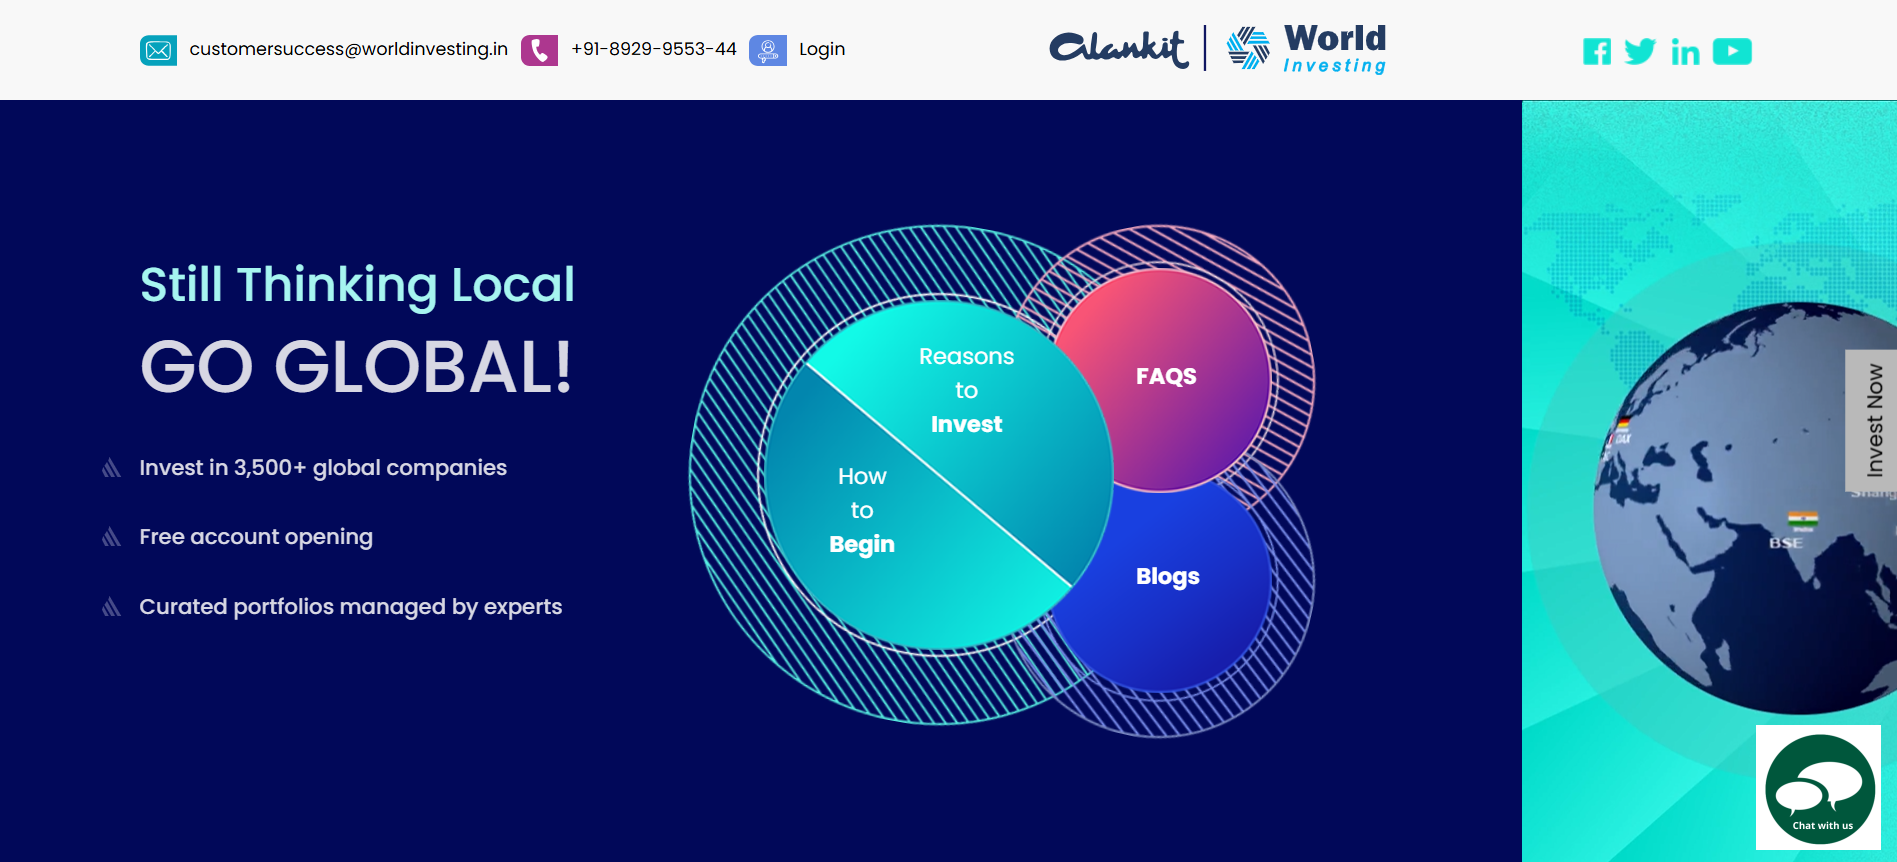 customersuccess@worldinvesting.in
+91-8929-9553-44
Login
alankit
World
Investing
Still Thinking Local
GO GLOBAL!
Invest in 3,500+ global companies
Free account opening
Curated portfolios managed by experts
Reasons
to
Invest
How
to
Begin
FAQS
Blogs
DAX
Invest Now
BSE
Chat with us